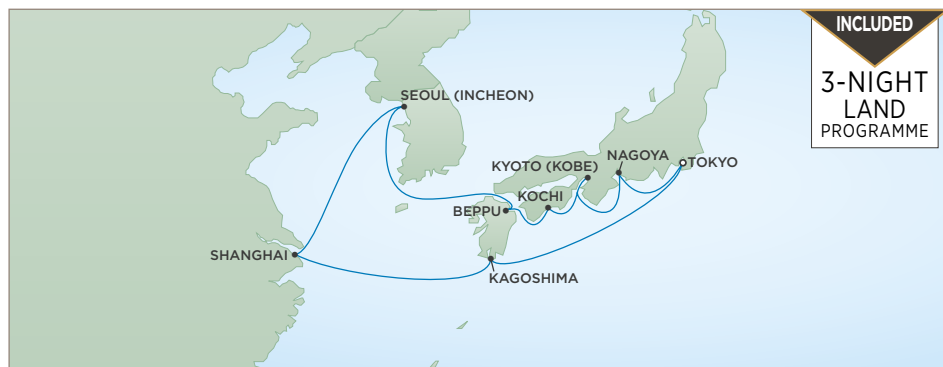 INCLUDED
3-NIGHT
LAND
PROGRAMME
SEOUL (INCHEON)
NAGOYA
KYOTO (KOBE)
TOKYO
KOCHI
BEPPU
SHANGHAI
KAGOSHIMA